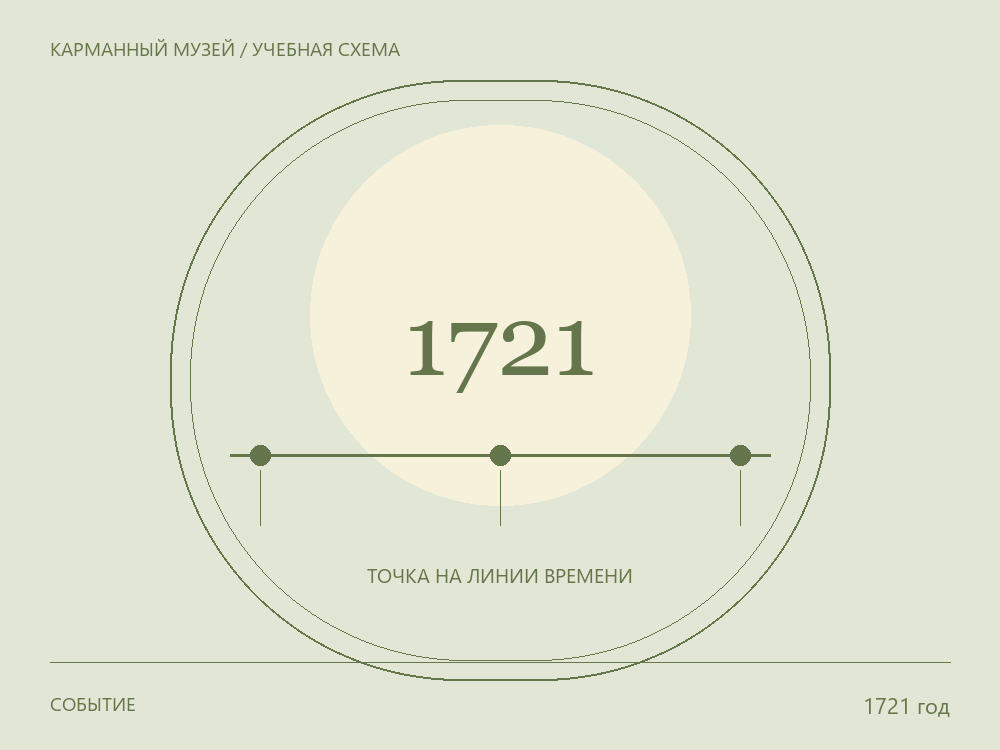 КАРМАННЫЙ МУЗЕЙ / УЧЕБНАЯ СХЕМА
1721
ТОЧКА НА ЛИНИИ ВРЕМЕНИ
СОБЫТИЕ
1721 год